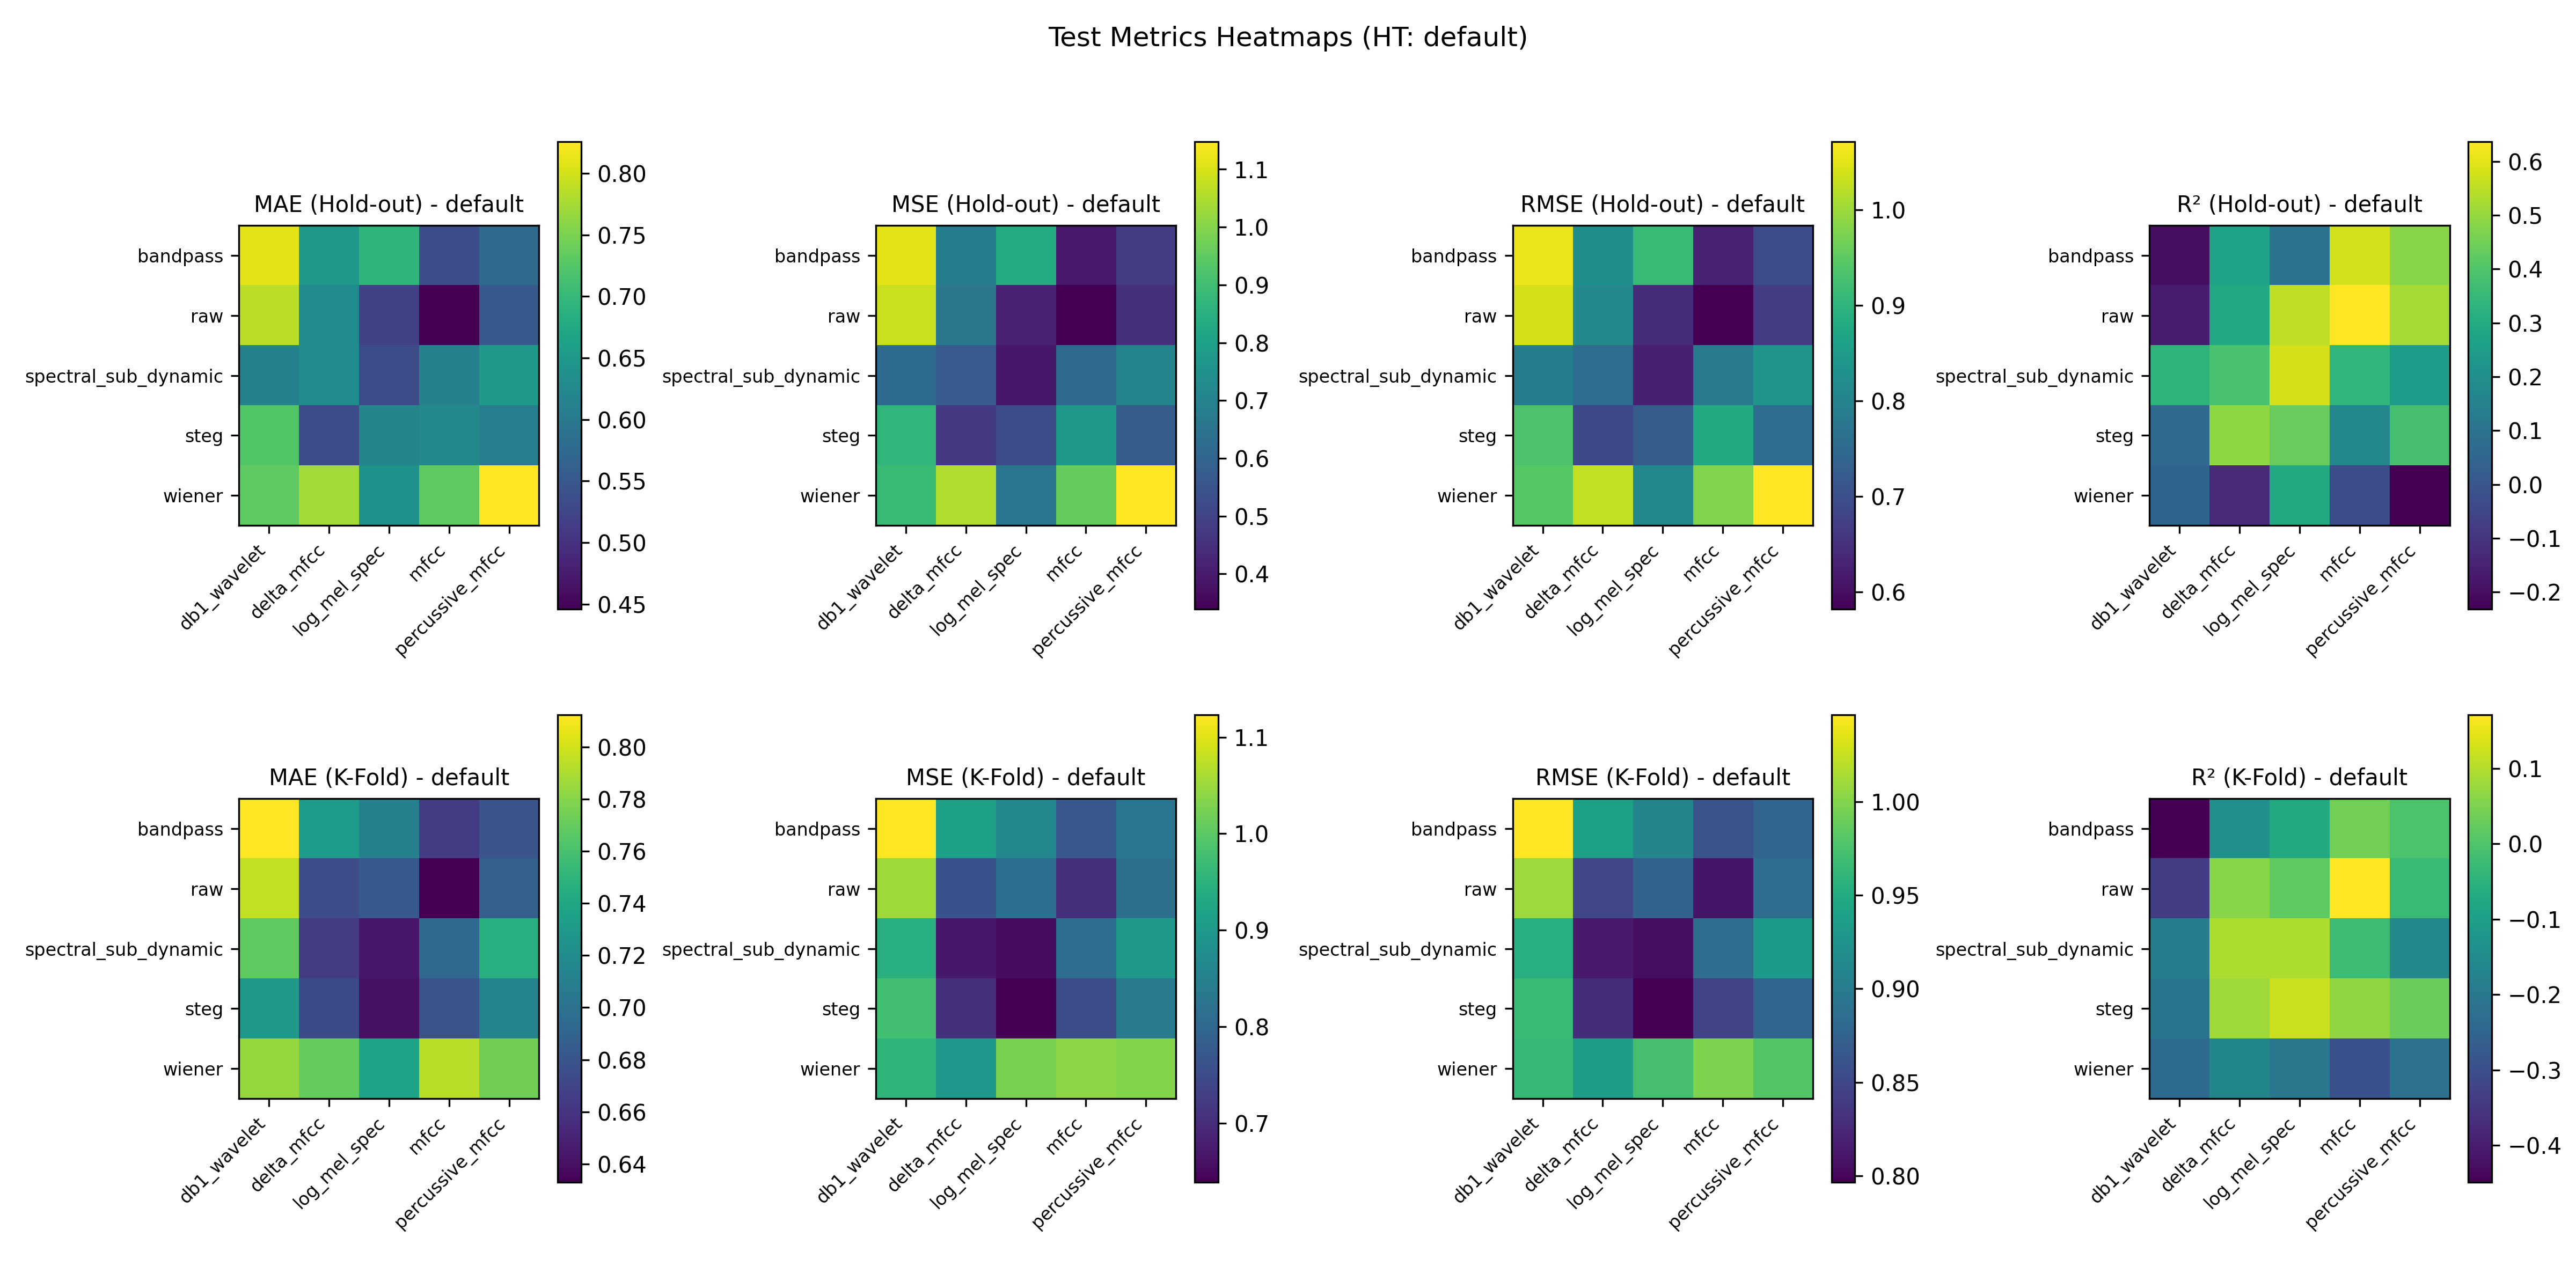 Test Metrics Heatmaps (HT: default)
MAE (Hold-out) - default
bandpass
raw
spectral_sub_dynamic
steg
wiener
db1_wavelet
delta_mfcc
log_mel_spec
mfcc
percussive_mfcc
0.80
0.75
0.70
0.65
0.60
0.55
0.50
0.45
MSE (Hold-out) - default
bandpass
raw
spectral_sub_dynamic
steg
wiener
db1_wavelet
delta_mfcc
log_mel_spec
mfcc
percussive_mfcc
1.1
1.0
0.9
0.8
0.7
0.6
0.5
0.4
RMSE (Hold-out) - default
bandpass
raw
spectral_sub_dynamic
steg
wiener
db1_wavelet
delta_mfcc
log_mel_spec
mfcc
percussive_mfcc
1.0
0.9
0.8
0.7
0.6
R² (Hold-out) - default
bandpass
raw
spectral_sub_dynamic
steg
wiener
db1_wavelet
delta_mfcc
log_mel_spec
mfcc
percussive_mfcc
0.6
0.5
0.4
0.3
0.2
0.1
0.0
−0.1
−0.2
MAE (K-Fold) - default
bandpass
raw
spectral_sub_dynamic
steg
wiener
db1_wavelet
delta_mfcc
log_mel_spec
mfcc
percussive_mfcc
0.80
0.78
0.76
0.74
0.72
0.70
0.68
0.66
0.64
MSE (K-Fold) - default
bandpass
raw
spectral_sub_dynamic
steg
wiener
db1_wavelet
delta_mfcc
log_mel_spec
mfcc
percussive_mfcc
1.1
1.0
0.9
0.8
0.7
RMSE (K-Fold) - default
bandpass
raw
spectral_sub_dynamic
steg
wiener
db1_wavelet
delta_mfcc
log_mel_spec
mfcc
percussive_mfcc
1.00
0.95
0.90
0.85
0.80
R² (K-Fold) - default
bandpass
raw
spectral_sub_dynamic
steg
wiener
db1_wavelet
delta_mfcc
log_mel_spec
mfcc
percussive_mfcc
0.1
0.0
−0.1
−0.2
−0.3
−0.4